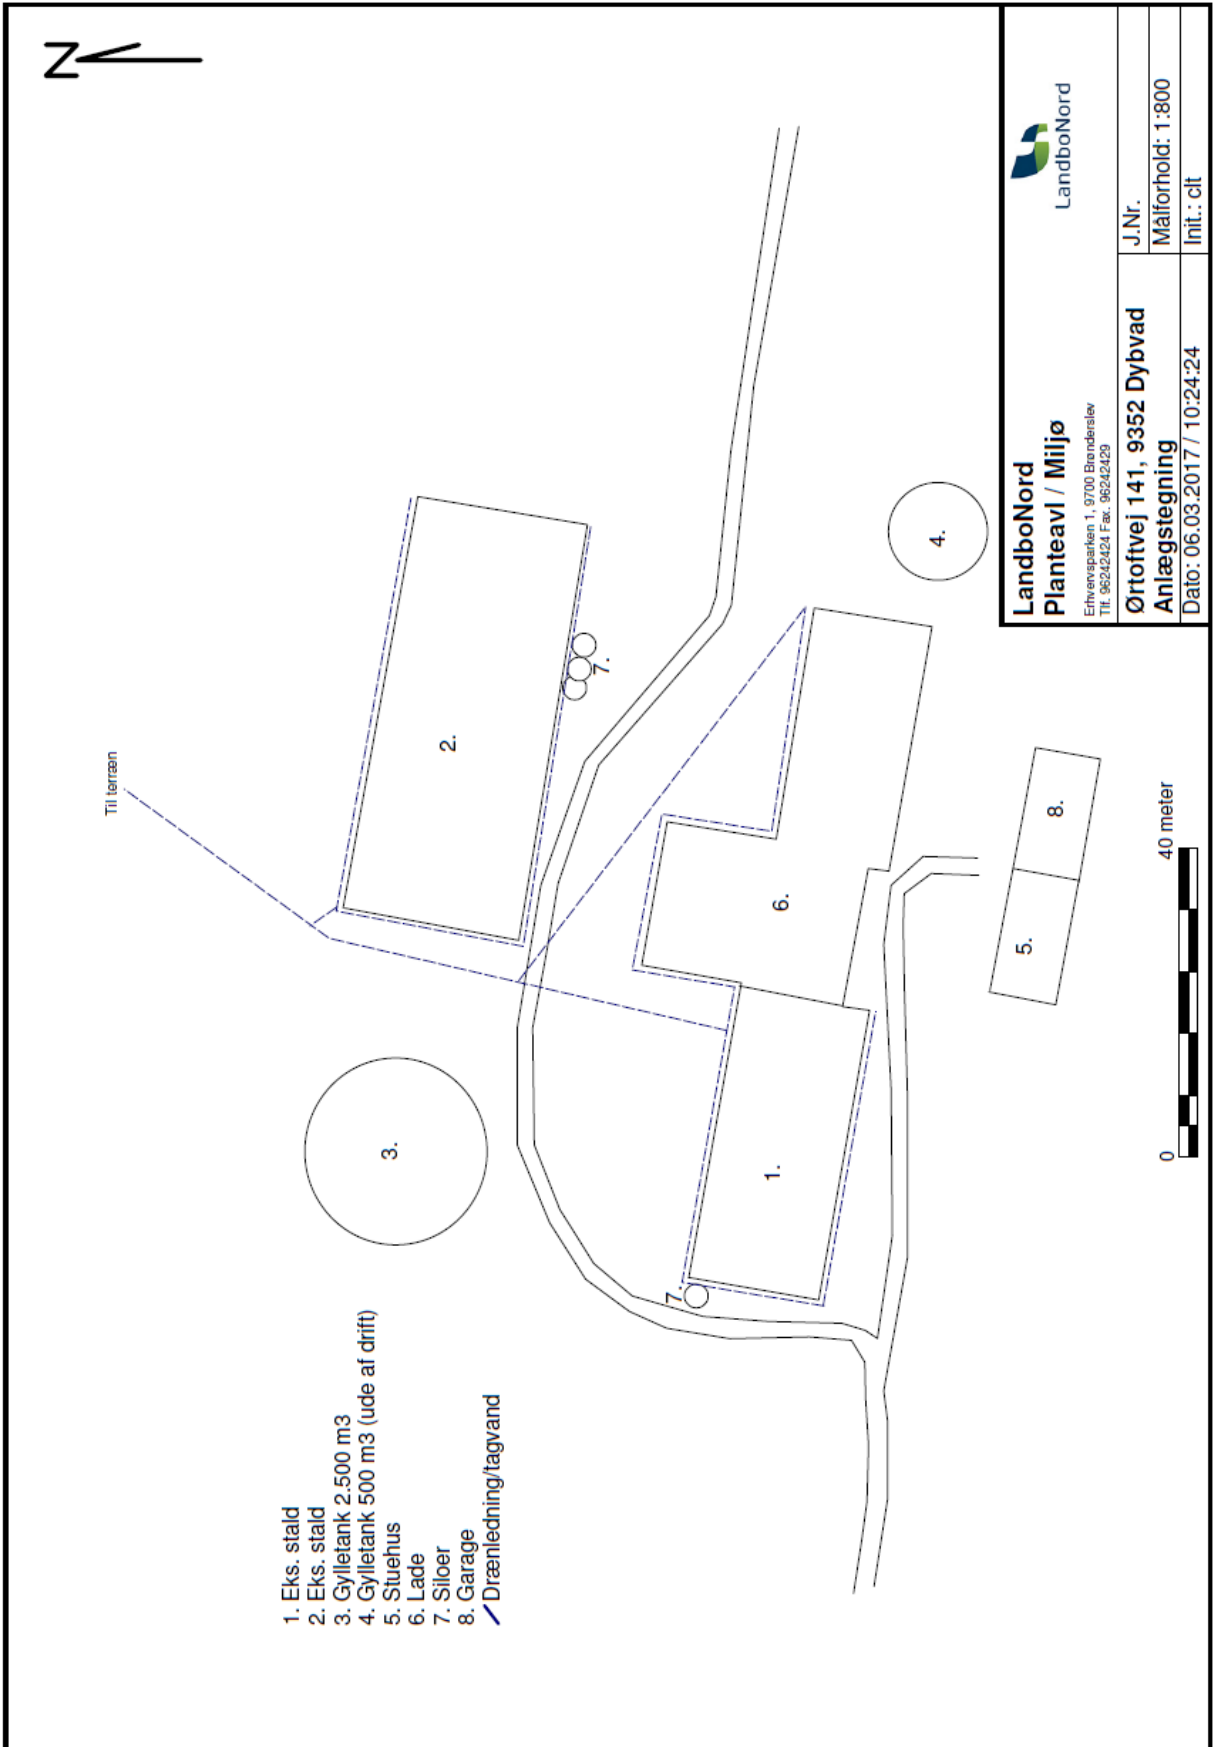 N
Til terræn
1. Eks. stald
2. Eks. stald
3. Gylletank 2.500 m3
4. Gylletank 500 m3 (ude af drift)
5. Stuehus
6. Lade
7. Siloer
8. Garage
Drænledning/tagvand
3.
2.
7.
7.
1.
6.
4.
5.
8.
0
40 meter
LandboNord
Planteavl / Miljø
Erhvervsparken 1, 9700 Brønderslev
Tlf. 96242424 Fax. 96242429
LandboNord
Ørtoftvej 141, 9352 Dybvad
Anlægstegning
J.Nr.
Målforhold: 1:800
Dato: 06.03.2017 / 10:24:24
Init.: clt